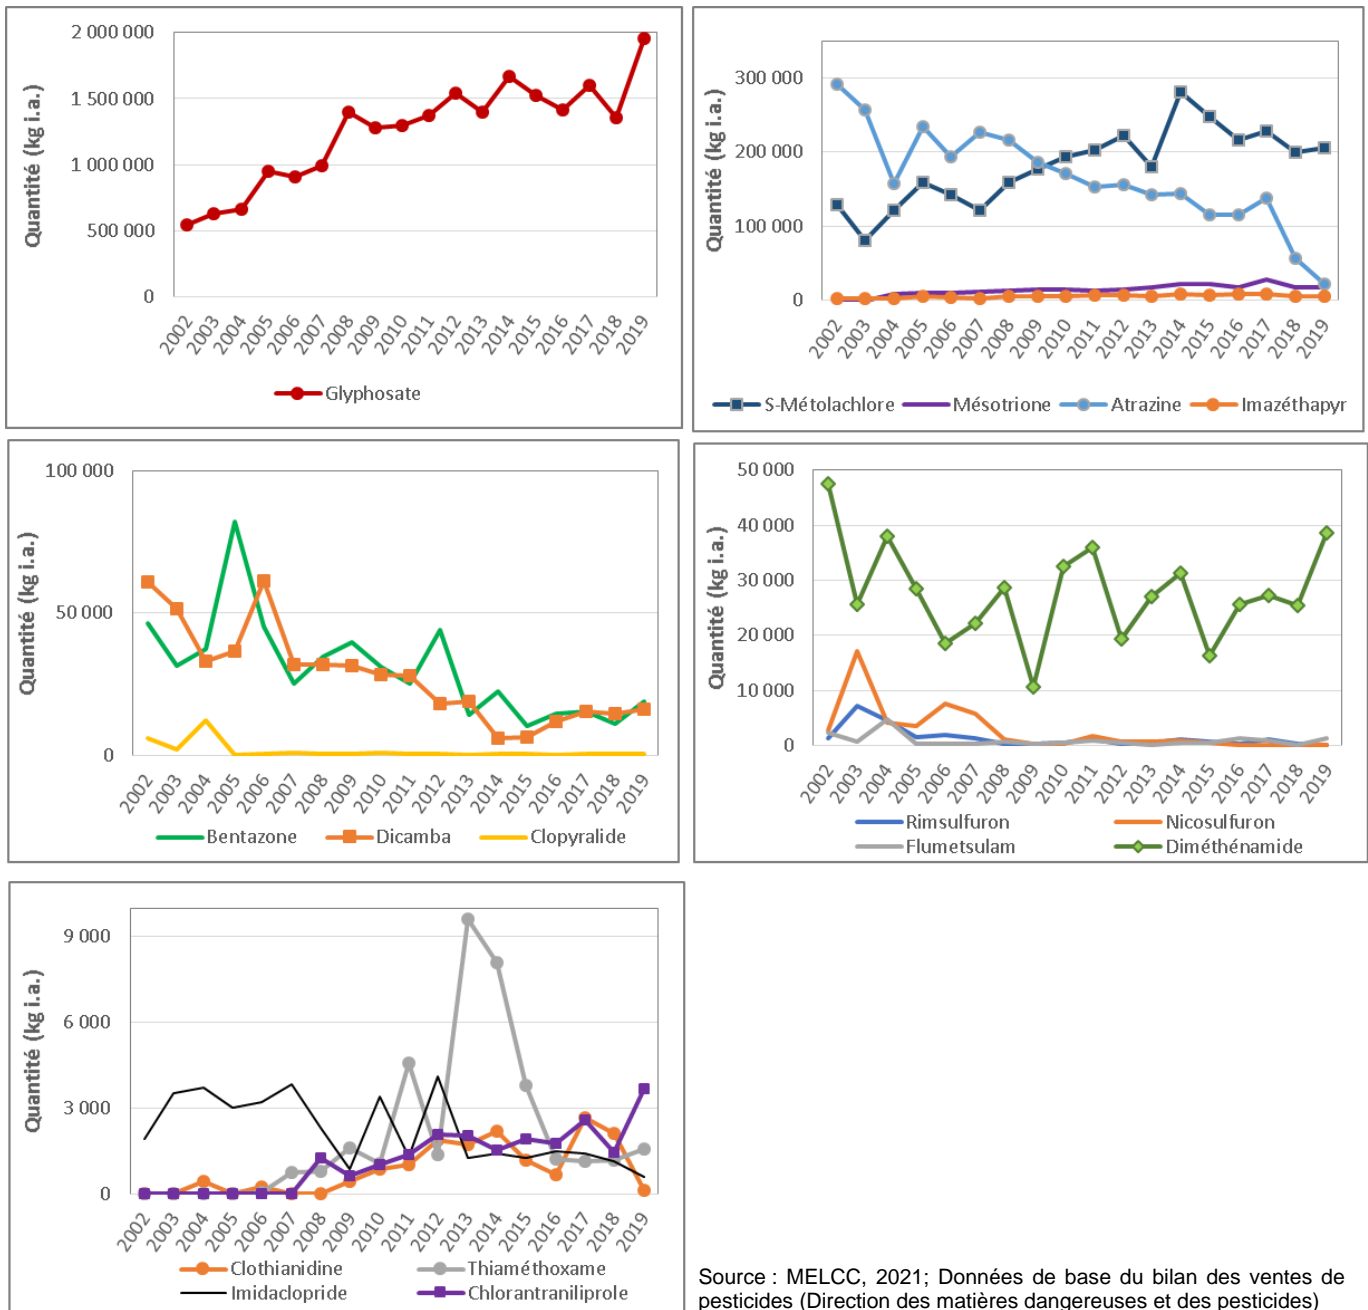 Quantité (kg i.a.)
2 000 000
1 500 000
1 000 000
500 000
0
2002 2003 2004 2005 2006 2007 2008 2009 2010 2011 2012 2013 2014 2015 2016 2017 2018 2019
Glyphosate
Quantité (kg i.a.)
300 000
200 000
100 000
0
2002 2003 2004 2005 2006 2007 2008 2009 2010 2011 2012 2013 2014 2015 2016 2017 2018 2019
S-Métolachlore Mésotrione Atrazine Imazéthapyr
Quantité (kg i.a.)
100 000
50 000
0
2002 2003 2004 2005 2006 2007 2008 2009 2010 2011 2012 2013 2014 2015 2016 2017 2018 2019
Bentazone Dicamba Clopyralide
Quantité (kg i.a.)
50 000
40 000
30 000
20 000
10 000
0
2002 2003 2004 2005 2006 2007 2008 2009 2010 2011 2012 2013 2014 2015 2016 2017 2018 2019
Rimsulfuron Nicosulfuron
Flumetsulam Diméthénamide
Quantité (kg i.a.)
9 000
6 000
3 000
0
2002 2003 2004 2005 2006 2007 2008 2009 2010 2011 2012 2013 2014 2015 2016 2017 2018 2019
Clothianidine Thiaméthoxame
Imidaclopride Chlorantraniliprole
Source : MELCC, 2021; Données de base du bilan des ventes de
pesticides (Direction des matières dangereuses et des pesticides)